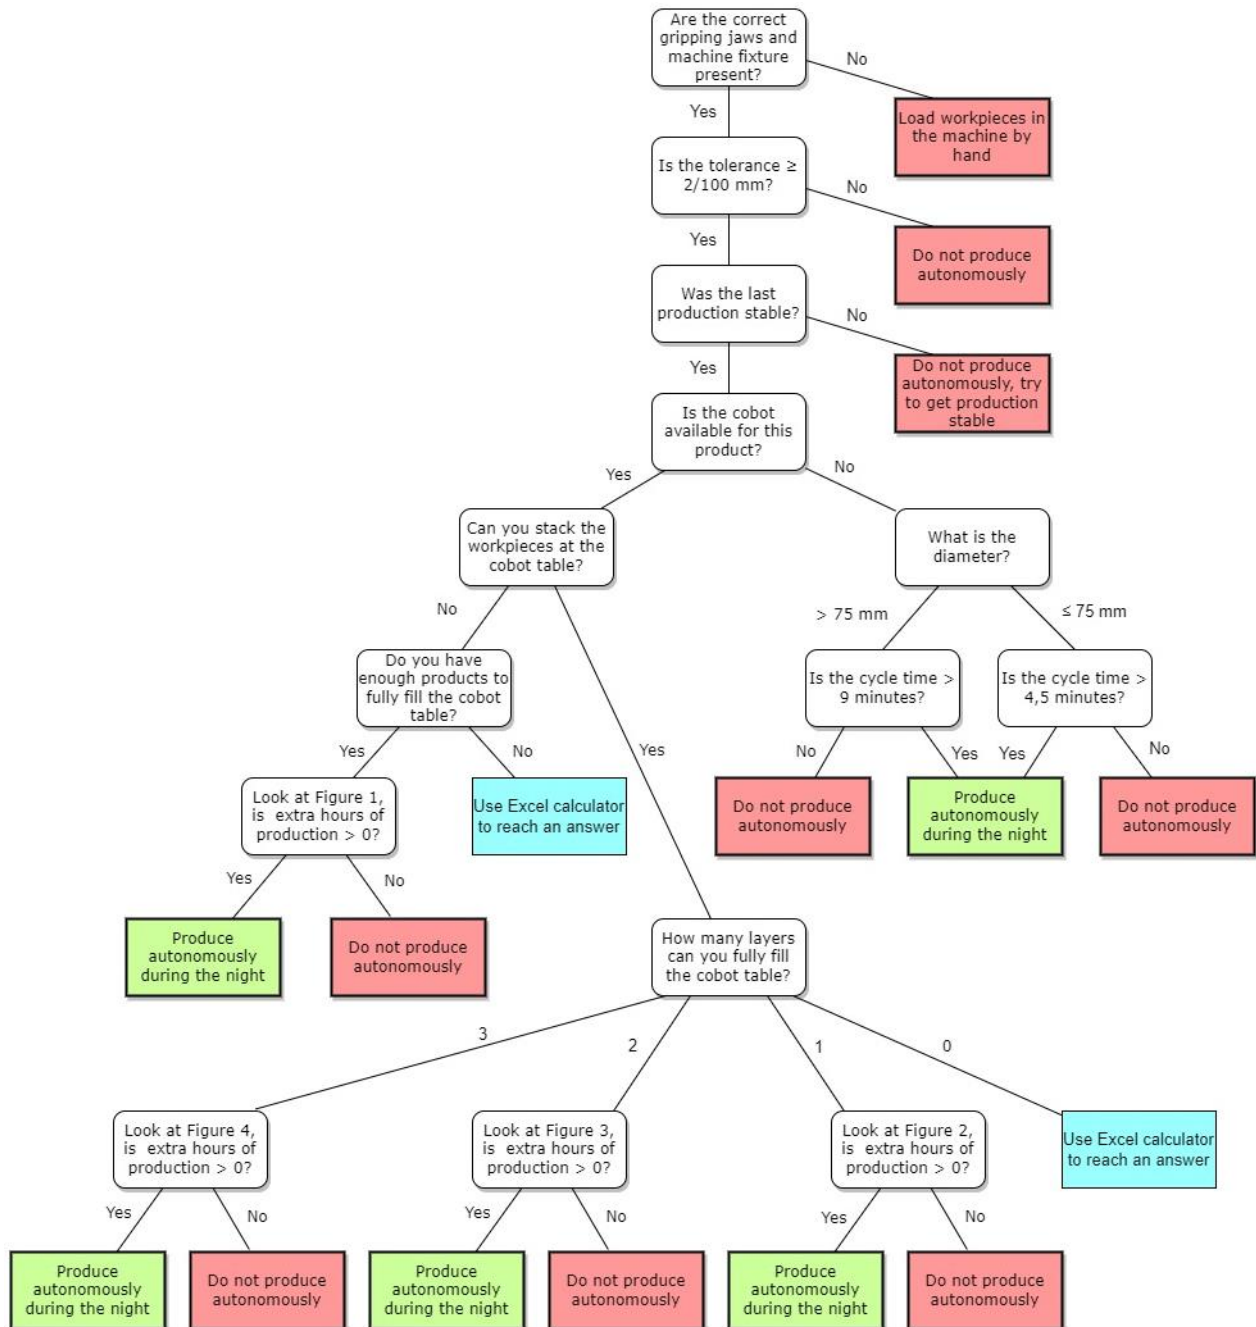 Are the correct
gripping jaws and
machine fixture
present?
No
Yes
Load workpieces in
the machine by
hand
Is the tolerance ≥
2/100 mm?
No
Yes
Do not produce
autonomously
Was the last
production stable?
No
Yes
Do not produce
autonomously, try
to get production
stable
Is the cobot
available for this
product?
Yes
No
Can you stack the
workpieces at the
cobot table?
What is the
diameter?
No
> 75 mm
≤ 75 mm
Do you have
enough products to
fully fill the cobot
table?
Is the cycle time >
9 minutes?
Is the cycle time >
4,5 minutes?
Yes
No
Yes
No
Yes
Yes
No
Look at Figure 1,
is extra hours of
production > 0?
Use Excel calculator
to reach an answer
Do not produce
autonomously
Produce
autonomously
during the night
Do not produce
autonomously
Yes
No
Produce
autonomously
during the night
Do not produce
autonomously
How many layers
can you fully fill
the cobot table?
3
2
1
0
Look at Figure 4,
is extra hours of
production > 0?
Look at Figure 3,
is extra hours of
production > 0?
Look at Figure 2,
is extra hours of
production > 0?
Use Excel calculator
to reach an answer
Yes
No
Yes
No
Yes
No
Produce
autonomously
during the night
Do not produce
autonomously
Produce
autonomously
during the night
Do not produce
autonomously
Produce
autonomously
during the night
Do not produce
autonomously